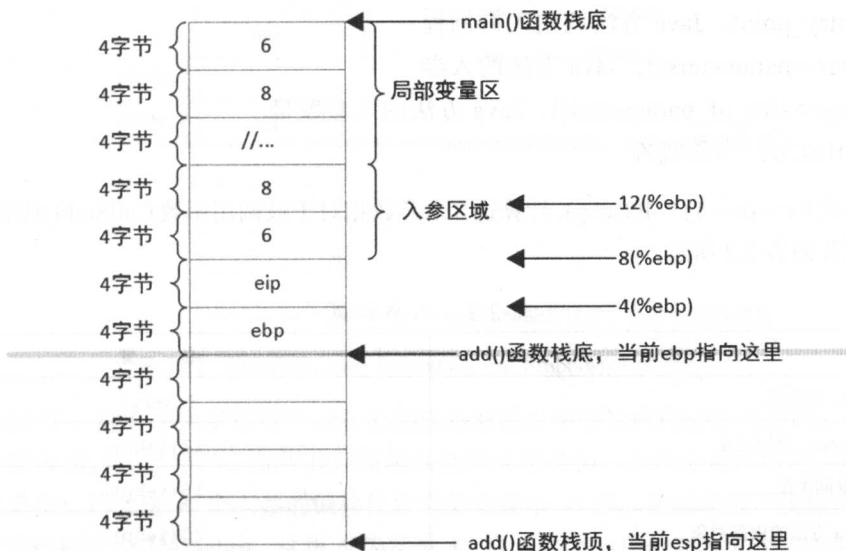 main()函数栈底
4字节 6
4字节 8 局部变量区
4字节 //...
4字节 8 入参区域 12(%ebp)
4字节 6
8(%ebp)
4字节 eip
4(%ebp)
4字节 ebp
add()函数栈底，当前ebp指向这里
4字节
4字节
4字节
4字节
add()函数栈顶，当前esp指向这里